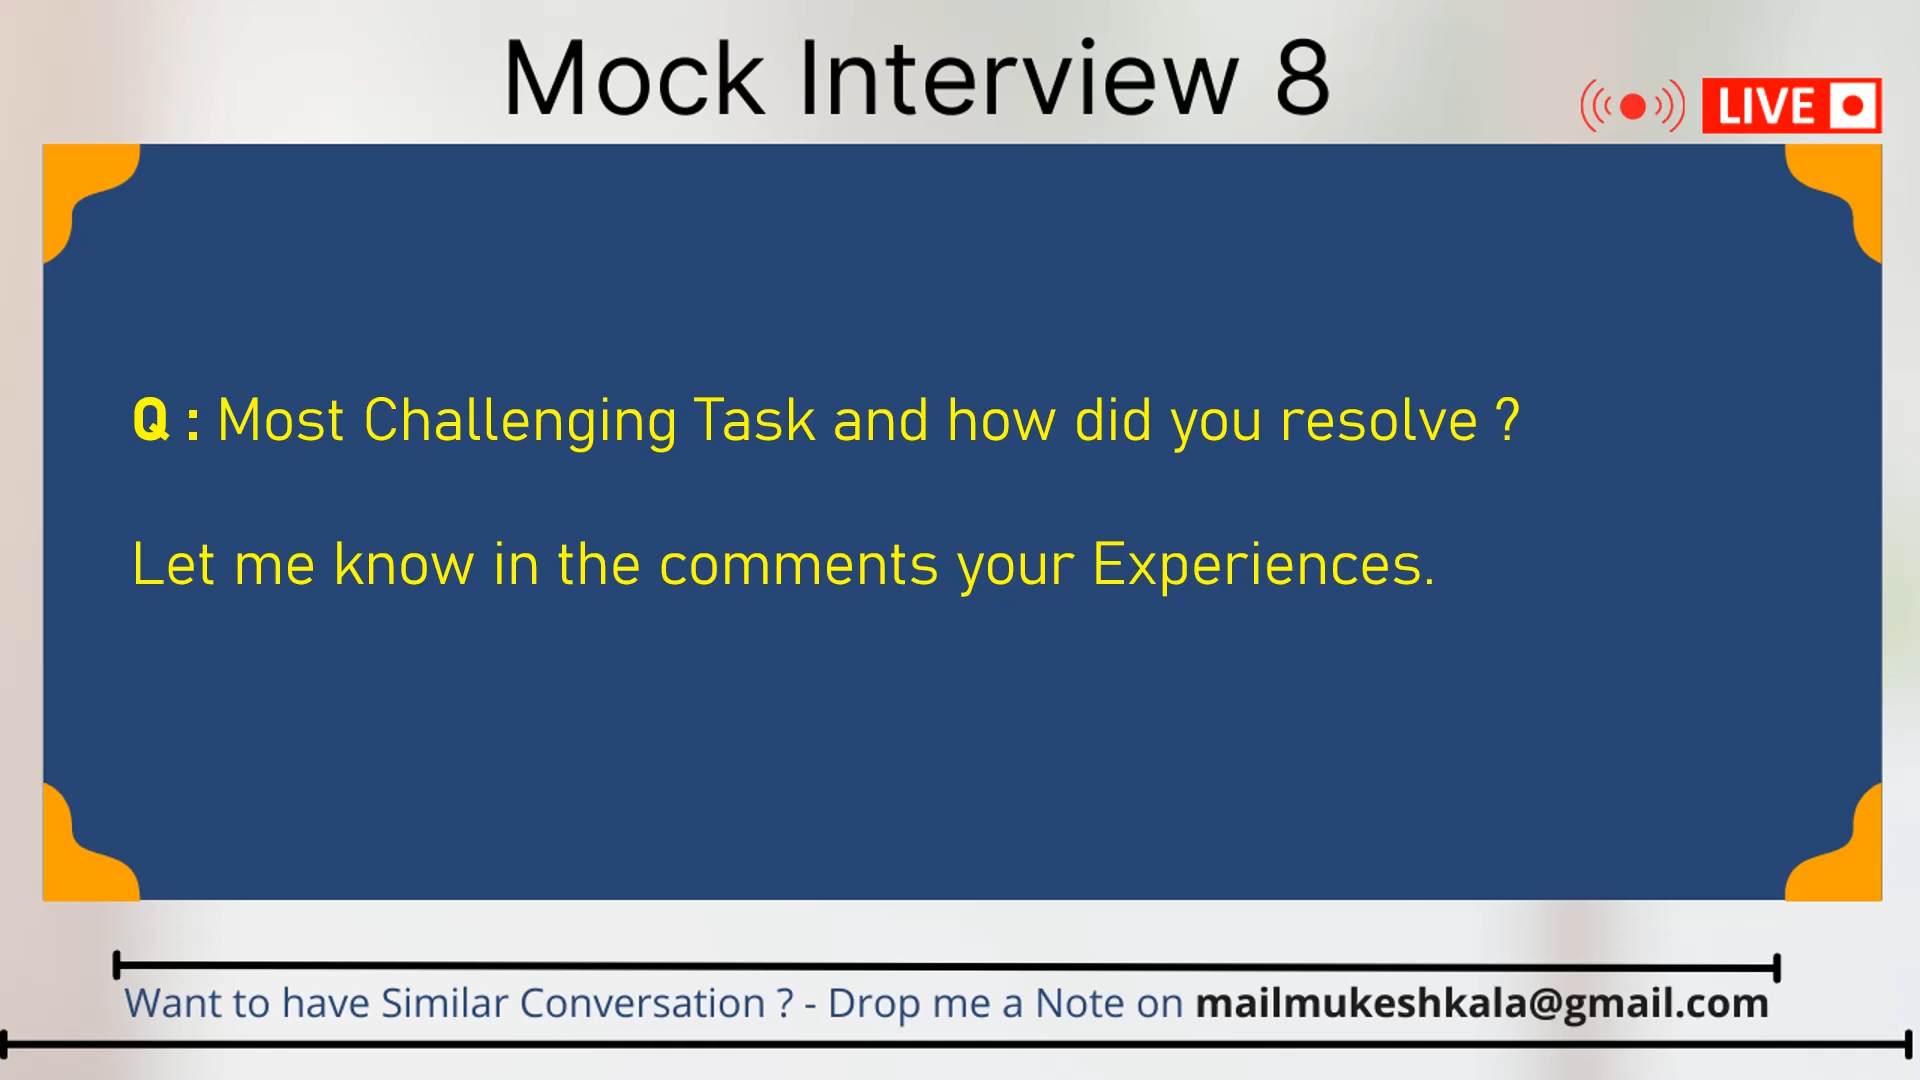 Mock Interview 8
LIVE
Q : Most Challenging Task and how did you resolve ?
Let me know in the comments your Experiences.
Want to have Similar Conversation ? - Drop me a Note on mailmukeshkala@gmail.com